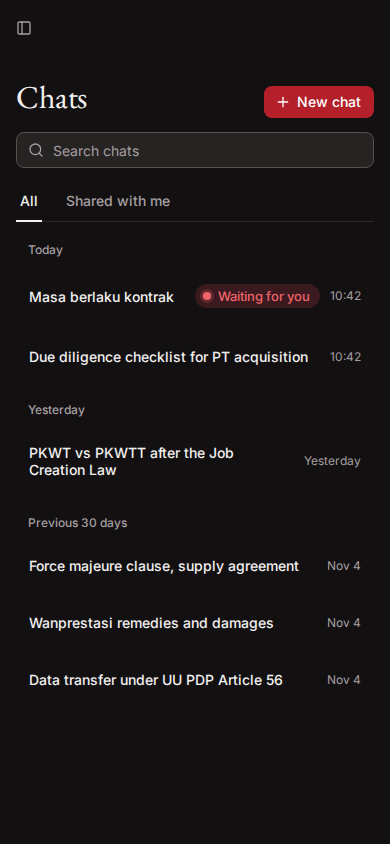 Chats
New chat
Search chats
All
Shared with me
Today
Masa berlaku kontrak
Waiting for you
10:42
Due diligence checklist for PT acquisition
10:42
Yesterday
PKWT vs PKWTT after the Job
Creation Law
Yesterday
Previous 30 days
Force majeure clause, supply agreement
Nov 4
Wanprestasi remedies and damages
Nov 4
Data transfer under UU PDP Article 56
Nov 4